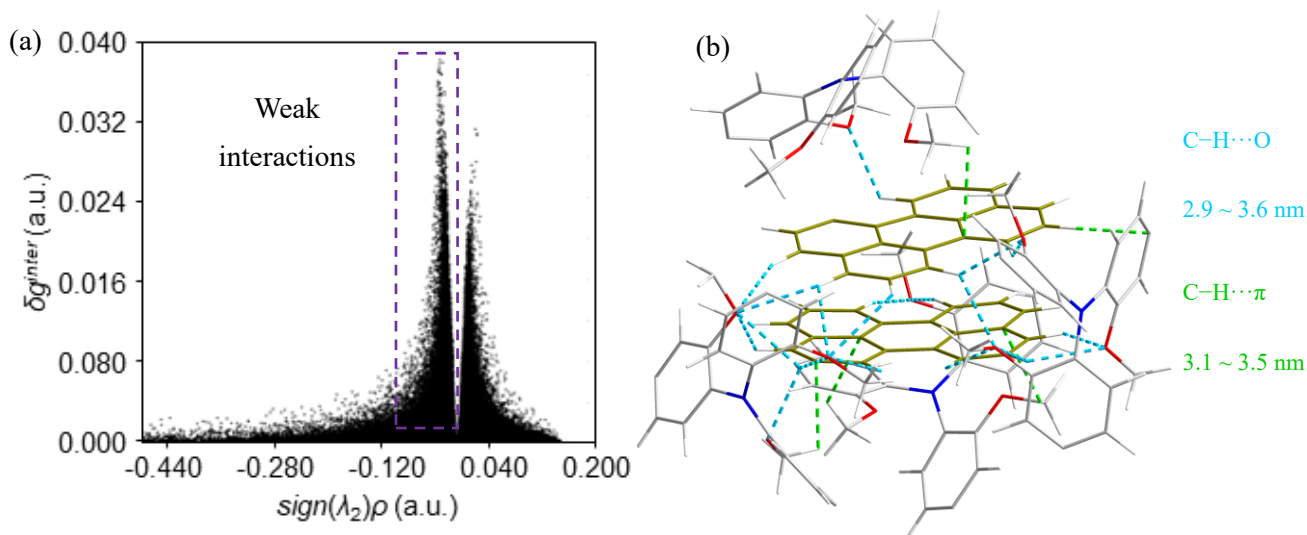 (a)
0.040
0.032
0.024
0.016
0.080
0.000
δg^inter (a.u.)
Weak
interactions
-0.440 -0.280 -0.120 0.040 0.200
sign(λ₂)ρ (a.u.)
(b)
C−H⋯O
2.9 ~ 3.6 nm
C−H⋯π
3.1 ~ 3.5 nm